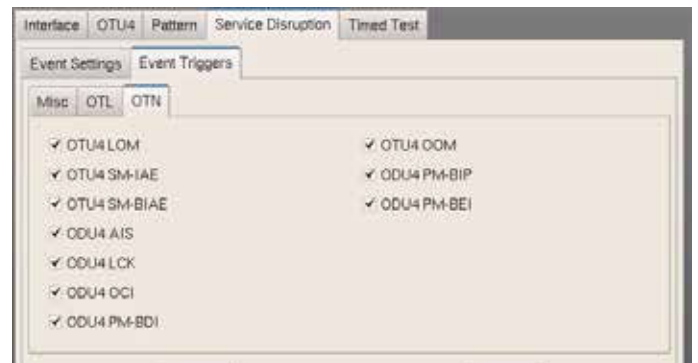 Interface OTU4 Pattern Service Disruption Timed Test
Event Settings Event Triggers
Misc OTL OTN
OTU4 LOM OTU4 OOM
OTU4 SM-IAE ODU4 PM-BIP
OTU4 SM-BIAE ODU4 PM-BEI
ODU4 AIS
ODU4 LCK
ODU4 OCI
ODU4 PM-BDI